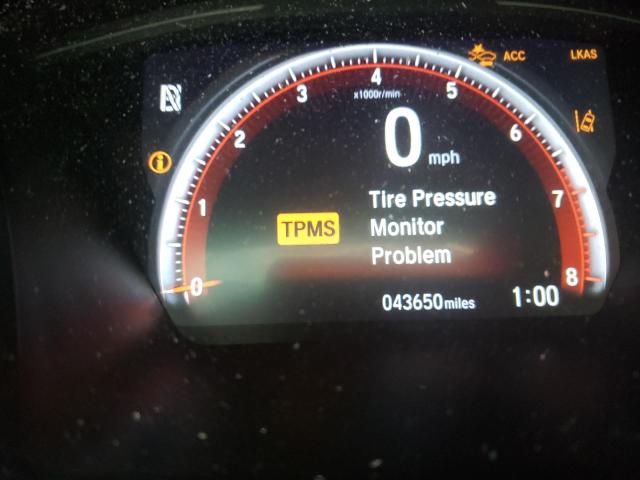 ACC
LKAS
4
3
5
x1000r/min
2
6
0 mph
i
1
7
Tire Pressure
TPMS
Monitor
Problem
0
8
043650 miles
1:00